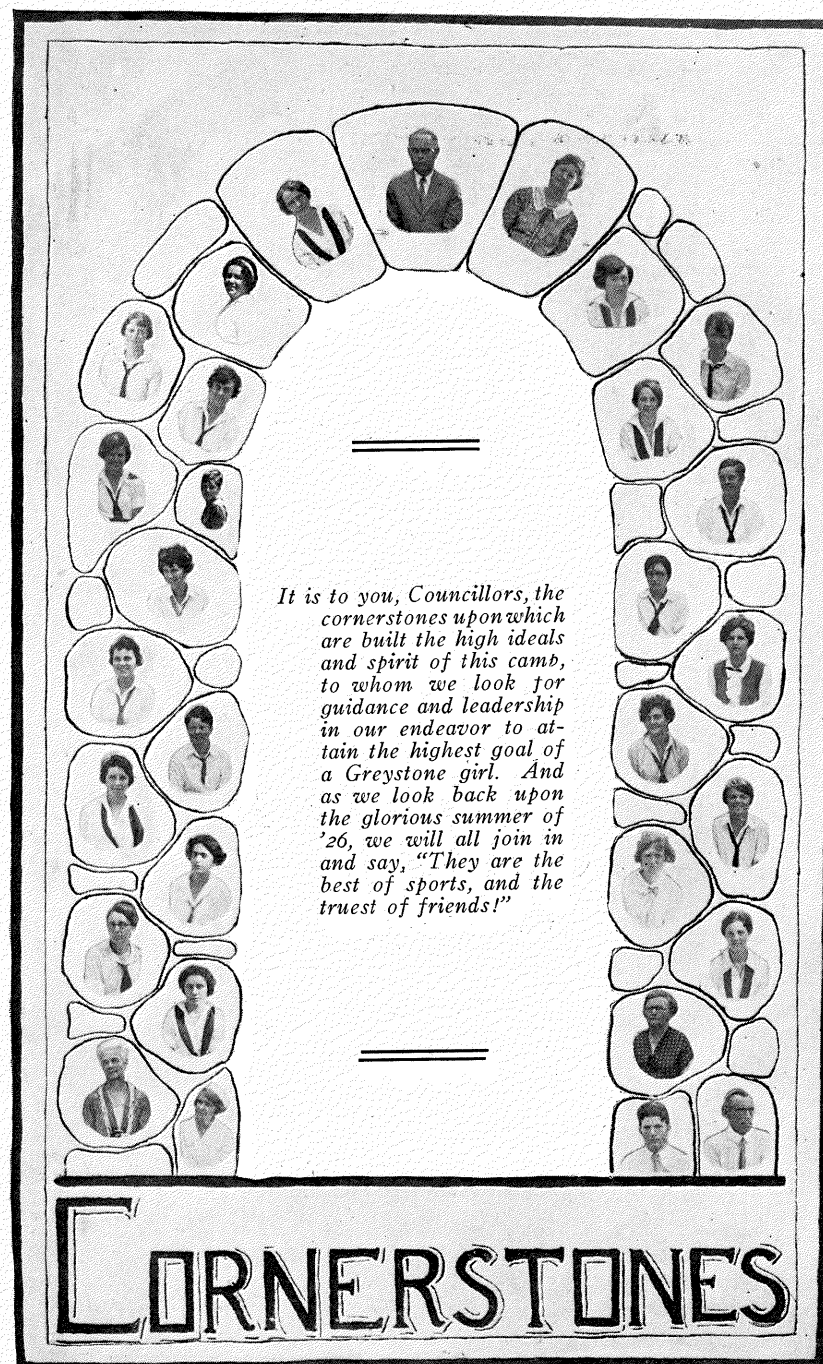 It is to you, Councillors, the
cornerstones upon which
are built the high ideals
and spirit of this camp,
to whom we look for
guidance and leadership
in our endeavor to at-
tain the highest goal of
a Greystone girl. And
as we look back upon
the glorious summer of
’26, we will all join in
and say, “They are the
best of sports, and the
truest of friends!”
CORNERSTONES